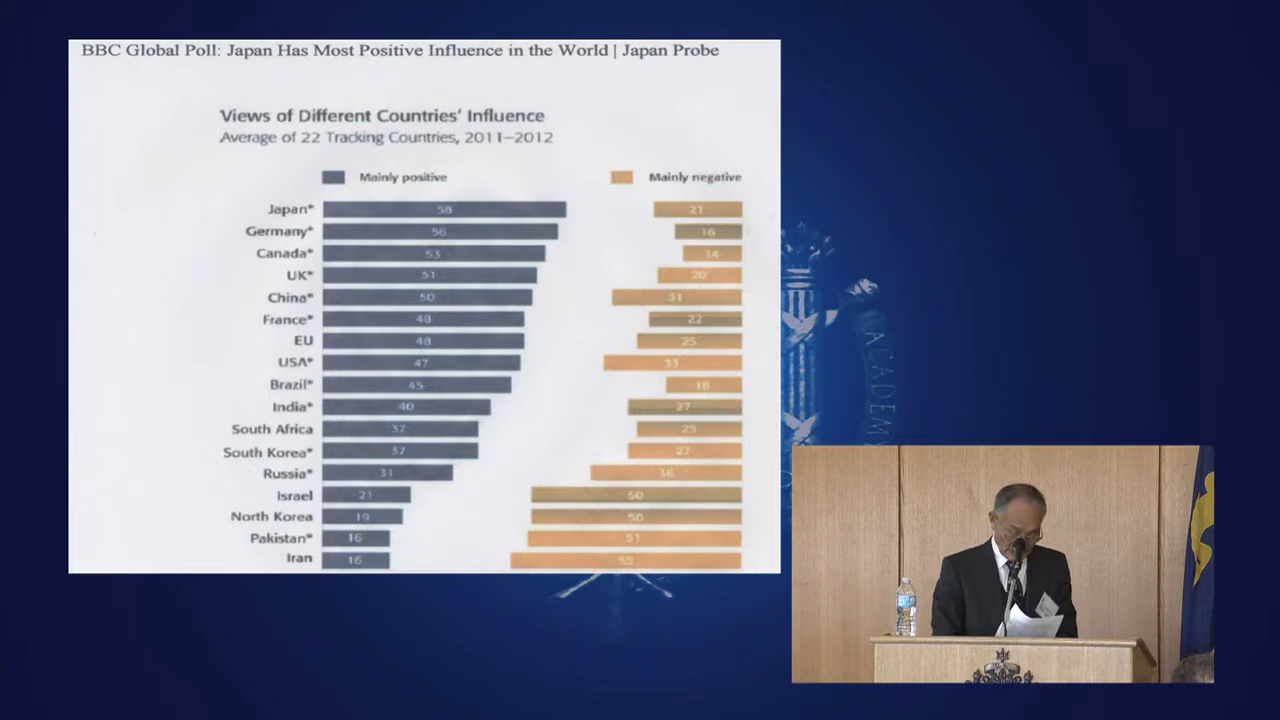 BBC Global Poll: Japan Has Most Positive Influence in the World | Japan Probe
Views of Different Countries' Influence
Average of 22 Tracking Countries, 2011–2012
Mainly positive Mainly negative
Japan* 58 21
Germany* 56 16
Canada* 53 14
UK* 51 20
China* 50 31
France* 48 22
EU 48 25
USA* 47 33
Brazil* 45 18
India* 40 27
South Africa 37 25
South Korea* 37 27
Russia* 31 36
Israel 21 50
North Korea 19 50
Pakistan* 16 51
Iran 16 55
ACADEMY